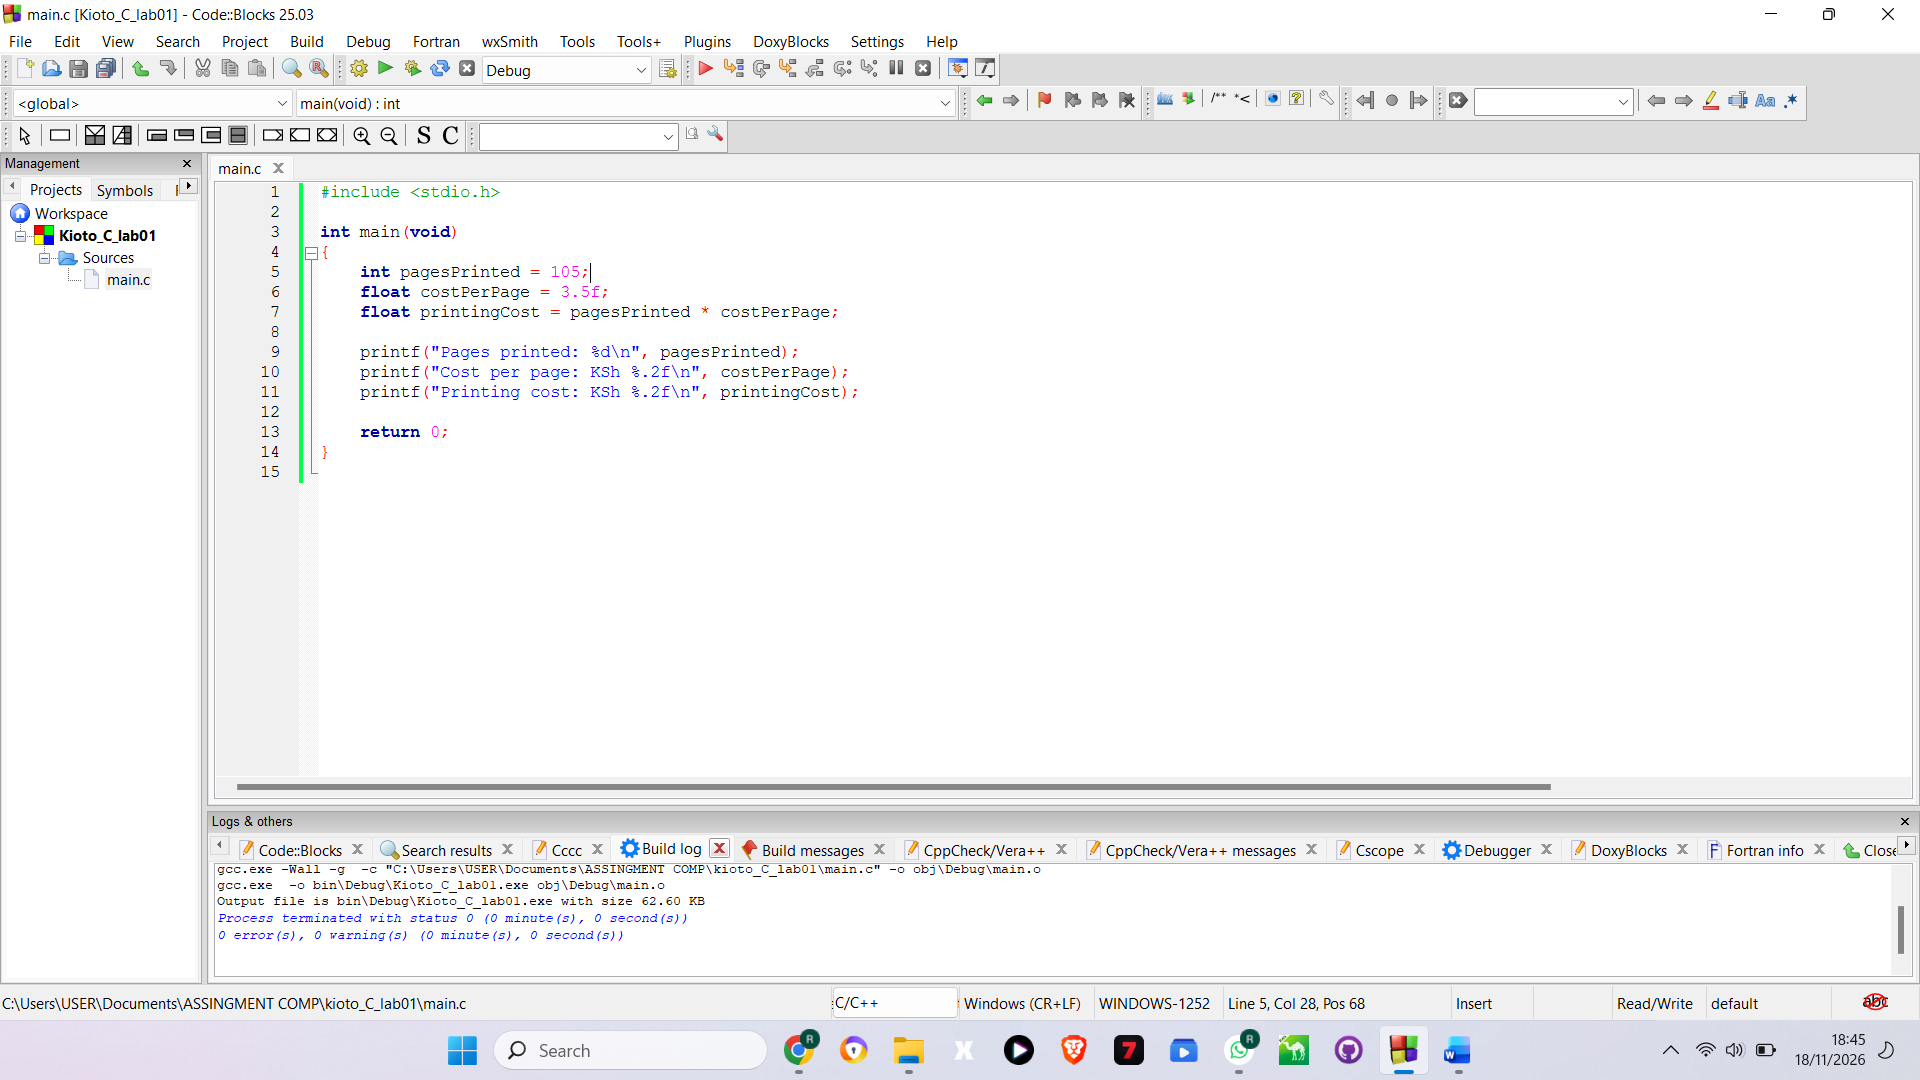 main.c [Kioto_C_lab01] - Code::Blocks 25.03
File Edit View Search Project Build Debug Fortran wxSmith Tools Tools+ Plugins DoxyBlocks Settings Help
Debug
<global> main(void) : int
/** *< Aa .*
S C
Management
Projects Symbols
Workspace
Kioto_C_lab01
Sources
main.c
main.c
1 #include <stdio.h>
2
3 int main(void)
4 {
5 int pagesPrinted = 105;
6 float costPerPage = 3.5f;
7 float printingCost = pagesPrinted * costPerPage;
8
9 printf("Pages printed: %d\n", pagesPrinted);
10 printf("Cost per page: KSh %.2f\n", costPerPage);
11 printf("Printing cost: KSh %.2f\n", printingCost);
12
13 return 0;
14 }
15
Logs & others
Code::Blocks Search results Cccc Build log Build messages CppCheck/Vera++ CppCheck/Vera++ messages Cscope Debugger DoxyBlocks Fortran info Close
gcc.exe -Wall -g -c "C:\Users\USER\Documents\ASSINGMENT COMP\kioto_C_lab01\main.c" -o obj\Debug\main.o
gcc.exe -o bin\Debug\Kioto_C_lab01.exe obj\Debug\main.o
Output file is bin\Debug\Kioto_C_lab01.exe with size 62.60 KB
Process terminated with status 0 (0 minute(s), 0 second(s))
0 error(s), 0 warning(s) (0 minute(s), 0 second(s))
C:\Users\USER\Documents\ASSINGMENT COMP\kioto_C_lab01\main.c C/C++ Windows (CR+LF) WINDOWS-1252 Line 5, Col 28, Pos 68 Insert Read/Write default abc
Search
18:45
18/11/2026